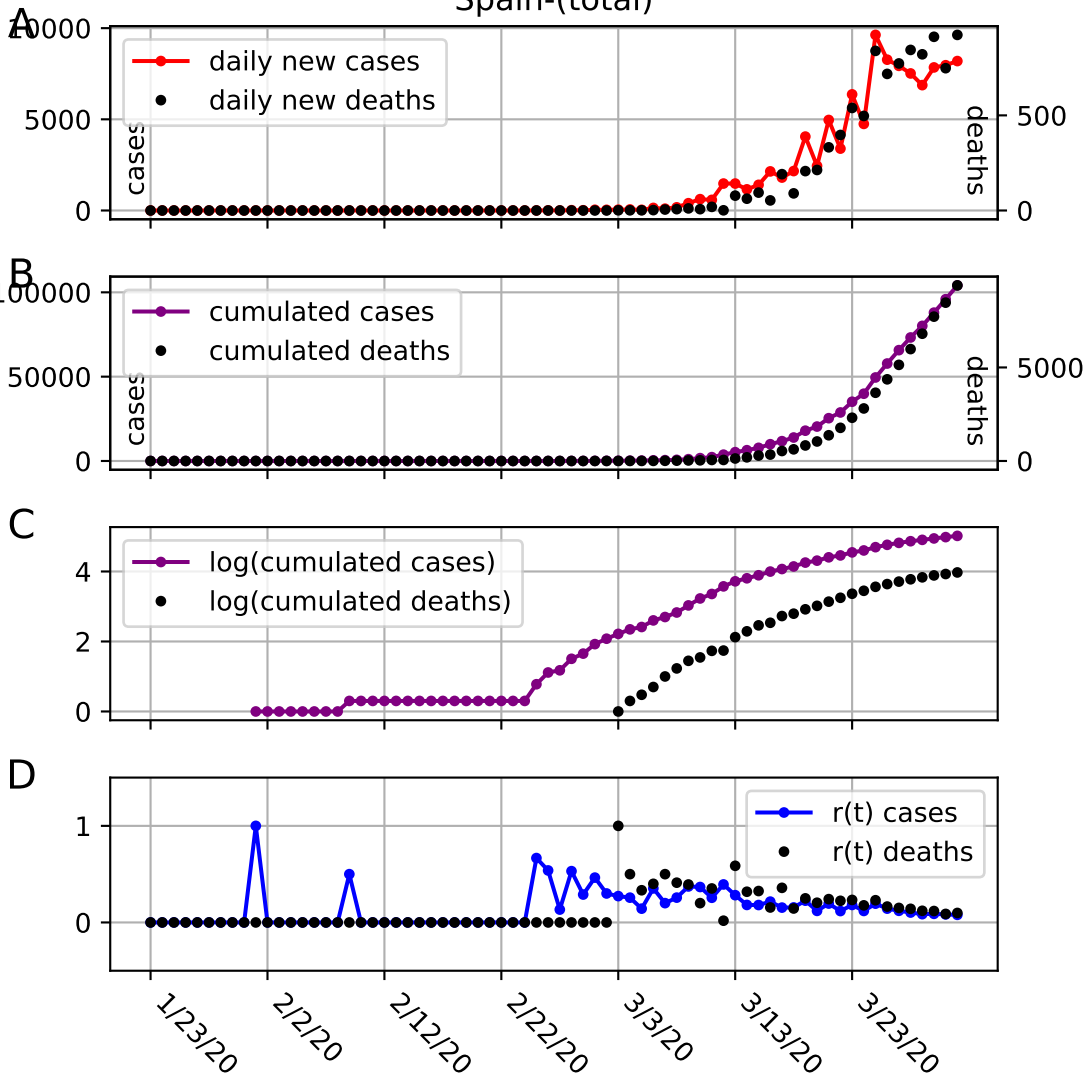 Spain-(total)
A
10000
daily new cases
daily new deaths
5000
500
cases
deaths
0
0
B
100000
cumulated cases
cumulated deaths
50000
5000
cases
deaths
0
0
C
log(cumulated cases)
log(cumulated deaths)
4
2
0
D
r(t) cases
r(t) deaths
1
0
1/23/20
2/2/20
2/12/20
2/22/20
3/3/20
3/13/20
3/23/20